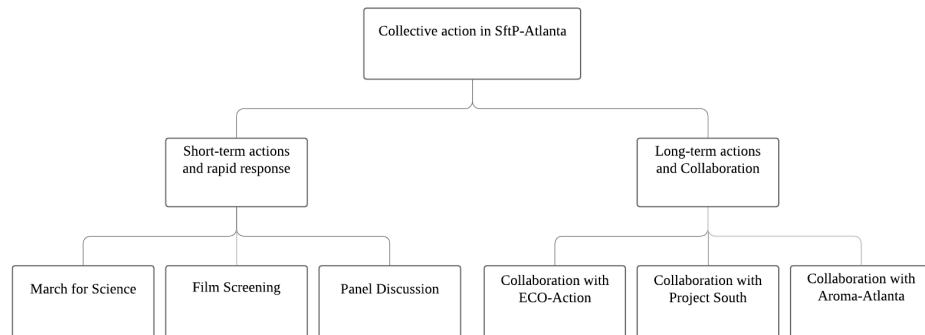 Collective action in SftP-Atlanta
Short-term actions
and rapid response
Long-term actions
and Collaboration
March for Science
Film Screening
Panel Discussion
Collaboration with
ECO-Action
Collaboration with
Project South
Collaboration with
Aroma-Atlanta